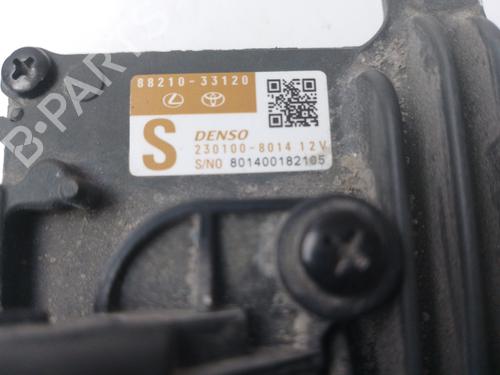 88210-33120
S
DENSO
230100-8014 12V
S/NO 801400182105
B-PARTS